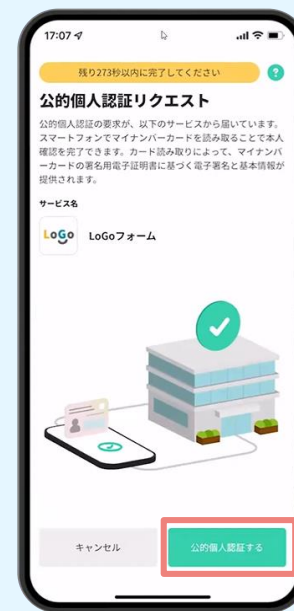 17:07
残り273秒以内に完了してください
?
公的個人認証リクエスト
公的個人認証の要求が、以下のサービスから届いています。
スマートフォンでマイナンバーカードを読み取ることで本人
確認を完了できます。カード読み取りによって、マイナンバ
ーカードの署名用電子証明書に基づく電子署名と基本情報が
提供されます。
サービス名
LoGo
LoGoフォーム
キャンセル
公的個人認証する